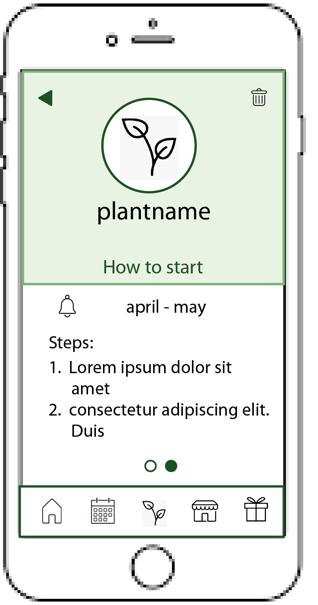 plantname
How to start
april - may
Steps:
1. Lorem ipsum dolor sit
amet
2. consectetur adipiscing elit.
Duis